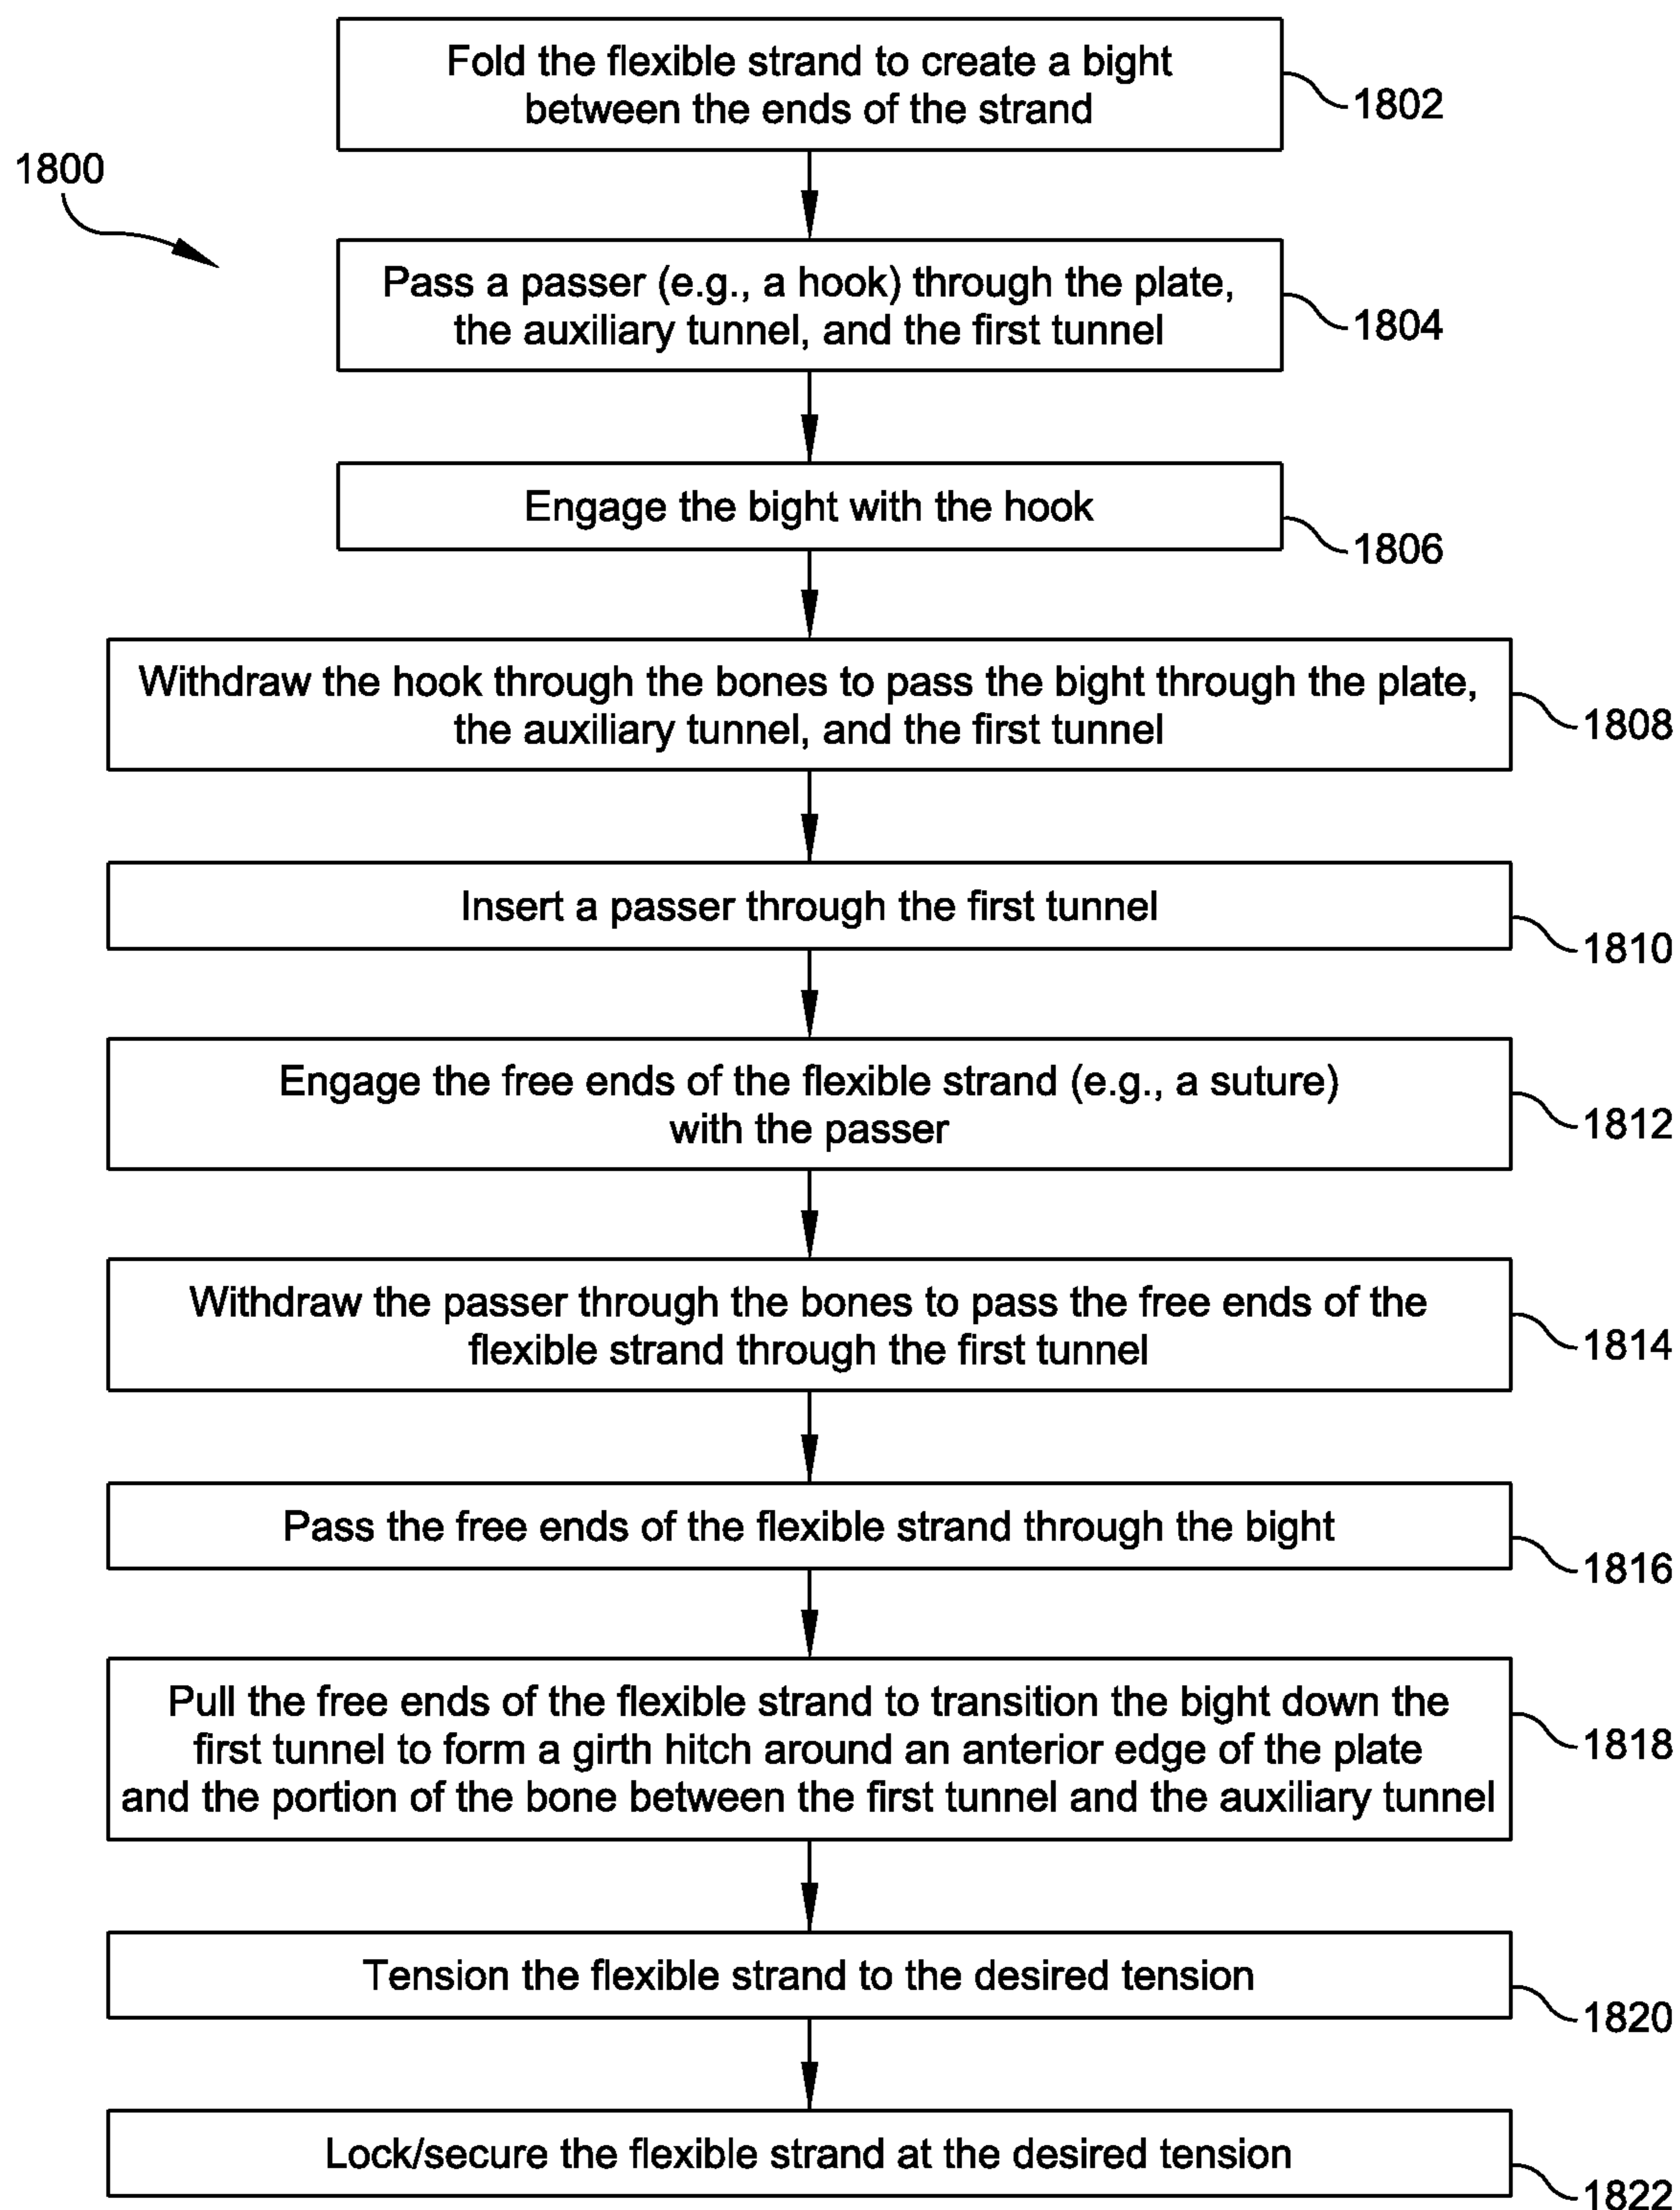 Fold the flexible strand to create a bight
between the ends of the strand
1802
1800
Pass a passer (e.g., a hook) through the plate,
the auxiliary tunnel, and the first tunnel
1804
Engage the bight with the hook
1806
Withdraw the hook through the bones to pass the bight through the plate,
the auxiliary tunnel, and the first tunnel
1808
Insert a passer through the first tunnel
1810
Engage the free ends of the flexible strand (e.g., a suture)
with the passer
1812
Withdraw the passer through the bones to pass the free ends of the
flexible strand through the first tunnel
1814
Pass the free ends of the flexible strand through the bight
1816
Pull the free ends of the flexible strand to transition the bight down the
first tunnel to form a girth hitch around an anterior edge of the plate
and the portion of the bone between the first tunnel and the auxiliary tunnel
1818
Tension the flexible strand to the desired tension
1820
Lock/secure the flexible strand at the desired tension
1822